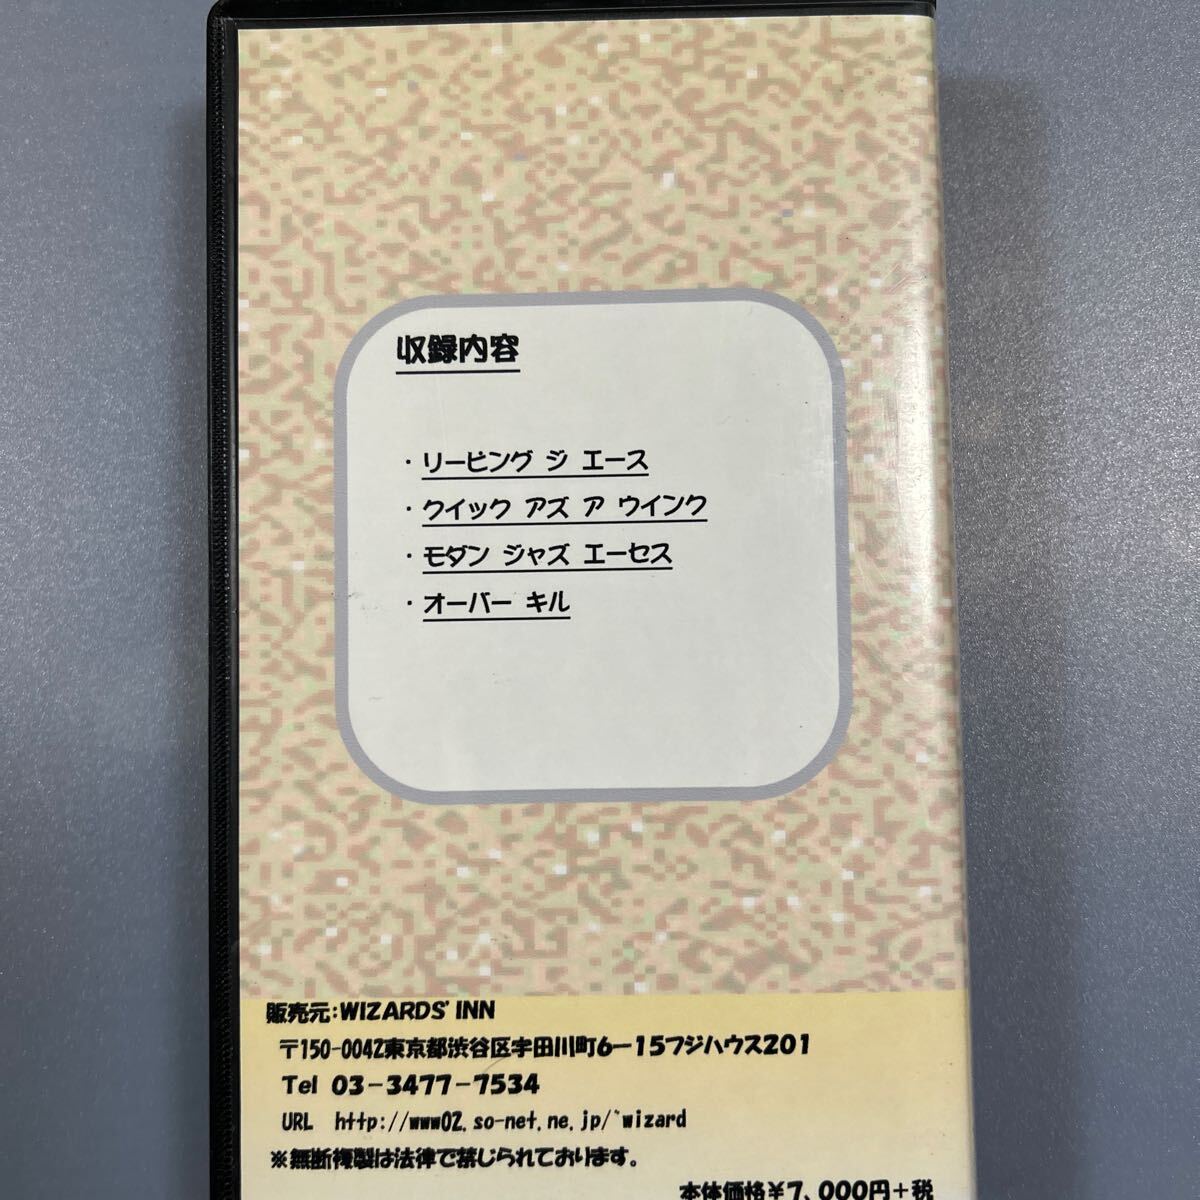 収録内容
・リーピング ジ エース
・クイック アズ ア ウインク
・モダン ジャズ エーセス
・オーバー キル
販売元:WIZARDS' INN
〒150-0042東京都渋谷区宇田川町6-15フジハウス201
Tel 03-3477-7534
URL http://www02.so-net.ne.jp/~wizard
※無断複製は法律で禁じられております。
本体価格¥7,000円+税